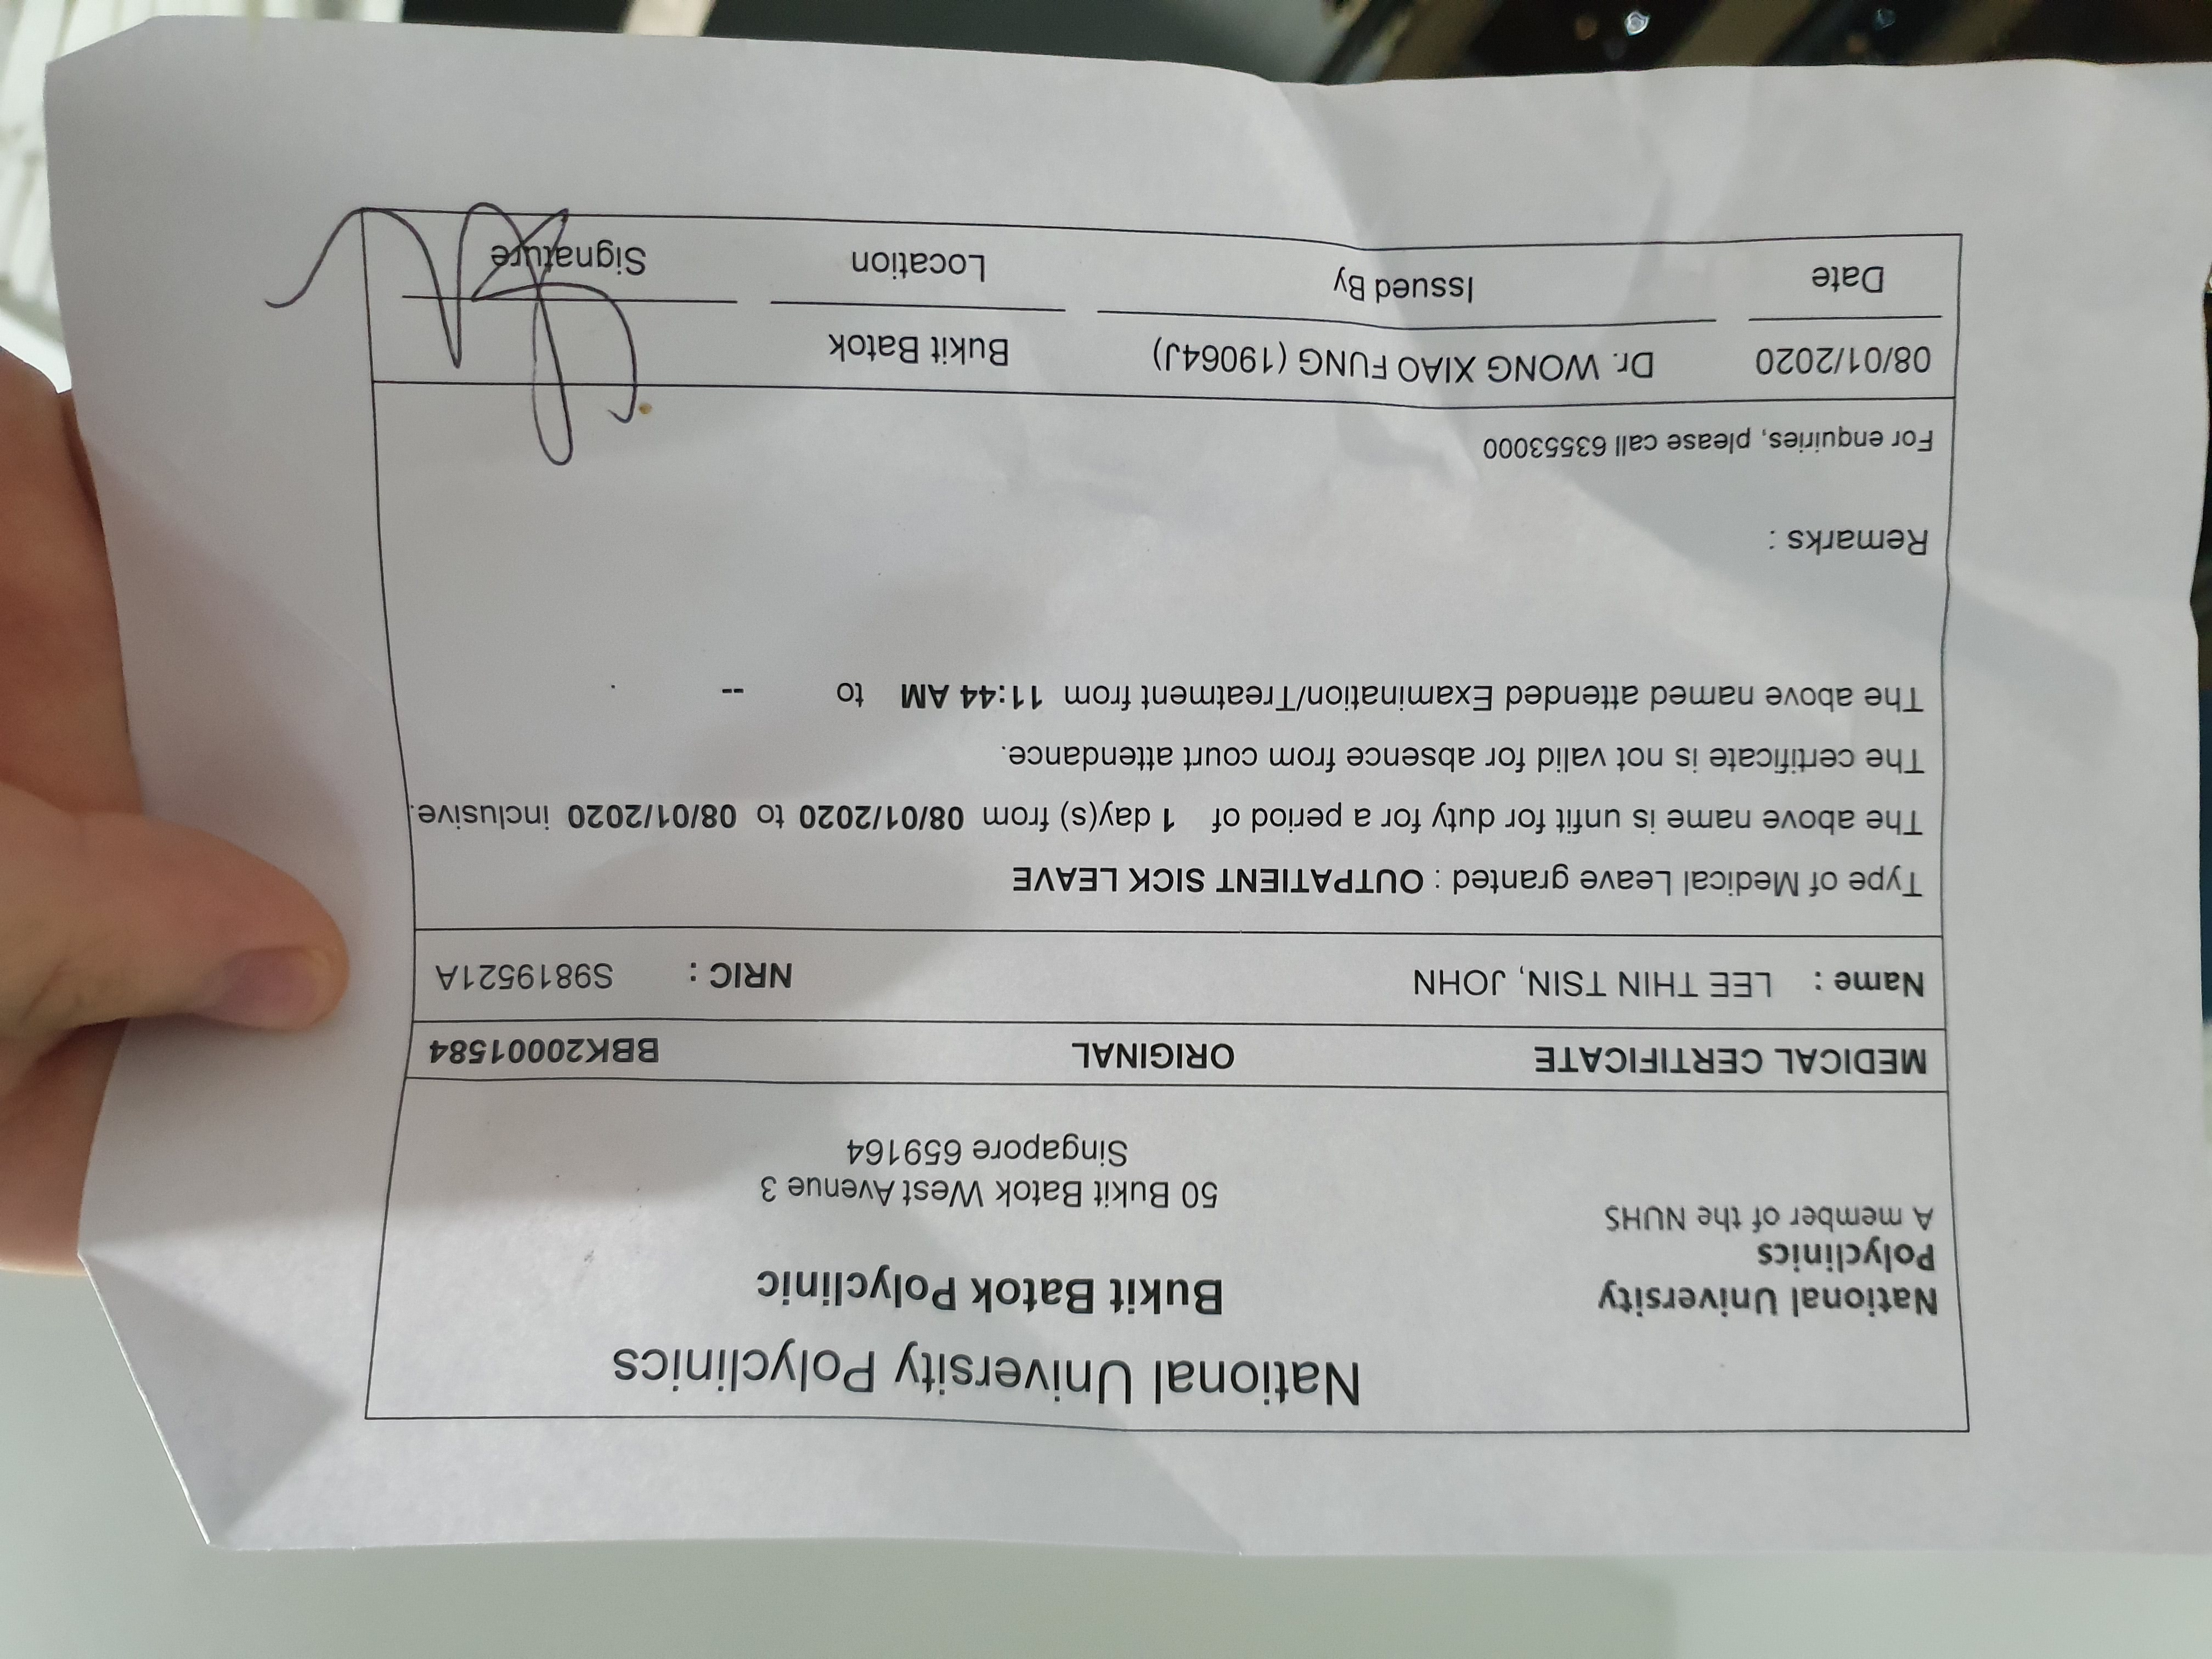 National University Polyclinics
National University
Polyclinics
A member of the NUHS
Bukit Batok Polyclinic
50 Bukit Batok West Avenue 3
Singapore 659164
MEDICAL CERTIFICATE ORIGINAL BBK20001584
Name : LEE THIN TSIN, JOHN NRIC : S9819521A
Type of Medical Leave granted : OUTPATIENT SICK LEAVE
The above name is unfit for duty for a period of 1 day(s) from 08/01/2020 to 08/01/2020 inclusive.
The certificate is not valid for absence from court attendance.
The above named attended Examination/Treatment from 11:44 AM to -- .
Remarks :
For enquiries, please call 63553000
08/01/2020 Dr. WONG XIAO FUNG (19064J) Bukit Batok
Date Issued By Location Signature